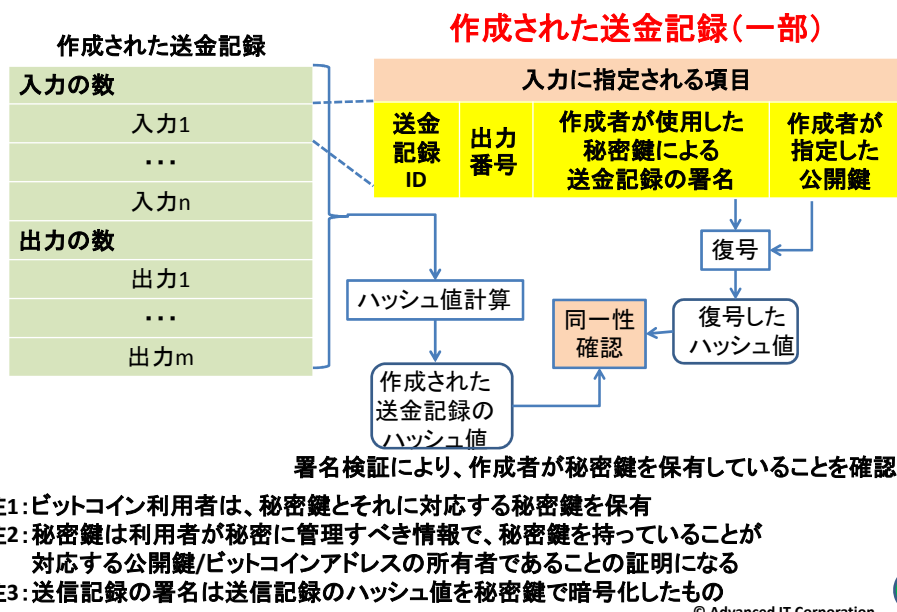 作成された送金記録(一部)
作成された送金記録
入力の数
入力1
・・・
入力n
出力の数
出力1
・・・
出力m
入力に指定される項目
送金
記録
ID
出力
番号
作成者が使用した
秘密鍵による
送金記録の署名
作成者が
指定した
公開鍵
復号
ハッシュ値計算
同一性
確認
復号した
ハッシュ値
作成された
送金記録の
ハッシュ値
署名検証により、作成者が秘密鍵を保有していることを確認
注1:ビットコイン利用者は、秘密鍵とそれに対応する秘密鍵を保有
注2:秘密鍵は利用者が秘密に管理すべき情報で、秘密鍵を持っていることが
対応する公開鍵/ビットコインアドレスの所有者であることの証明になる
注3:送信記録の署名は送信記録のハッシュ値を秘密鍵で暗号化したもの
© Advanced IT Corporation